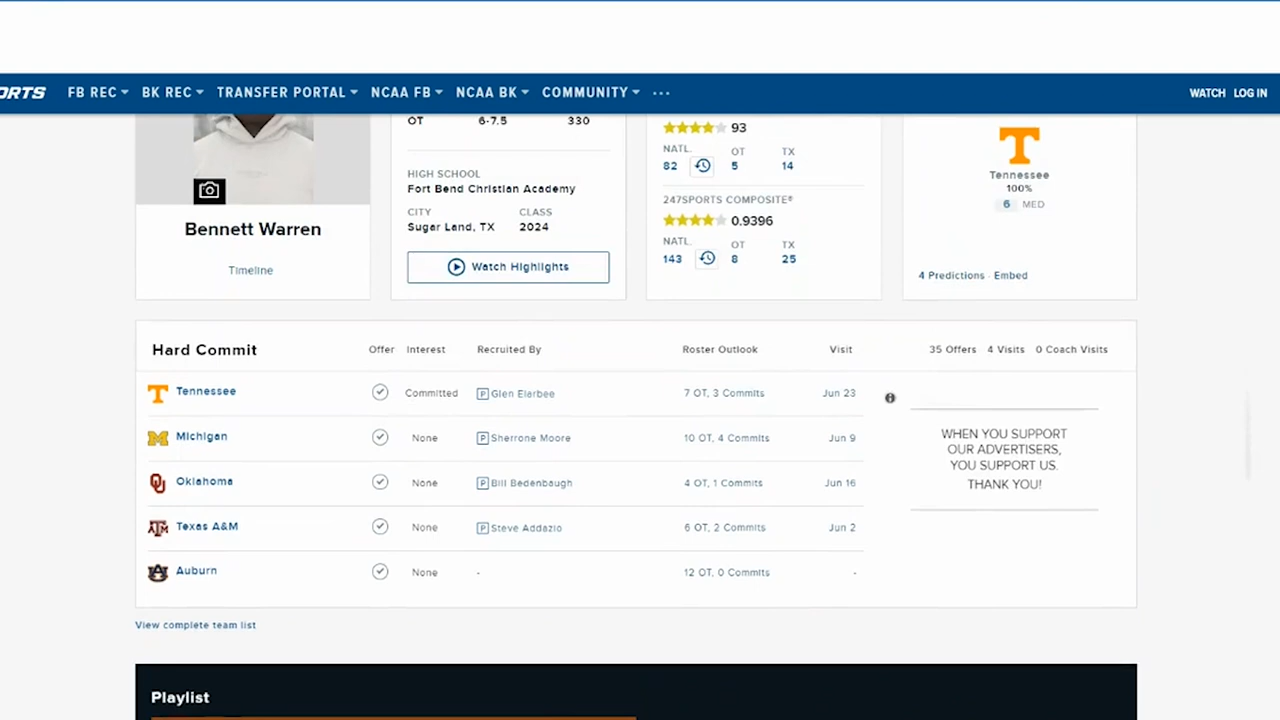 ORTS FB REC BK REC TRANSFER PORTAL NCAA FB NCAA BK COMMUNITY ... WATCH LOG IN
Bennett Warren
Timeline
OT 6-7.5 330
HIGH SCHOOL
Fort Bend Christian Academy
CITY CLASS
Sugar Land, TX 2024
Watch Highlights
93
NATL. OT TX
82 5 14
247SPORTS COMPOSITE®
0.9396
NATL. OT TX
143 8 25
Tennessee
100%
6 MED
4 Predictions · Embed
Hard Commit Offer Interest Recruited By Roster Outlook Visit 35 Offers 4 Visits 0 Coach Visits
Tennessee Committed P Glen Elarbee 7 OT, 3 Commits Jun 23
Michigan None P Sherrone Moore 10 OT, 4 Commits Jun 9
Oklahoma None P Bill Bedenbaugh 4 OT, 1 Commits Jun 16
Texas A&M None P Steve Addazio 6 OT, 2 Commits Jun 2
Auburn None - 12 OT, 0 Commits -
WHEN YOU SUPPORT
OUR ADVERTISERS,
YOU SUPPORT US.
THANK YOU!
View complete team list
Playlist